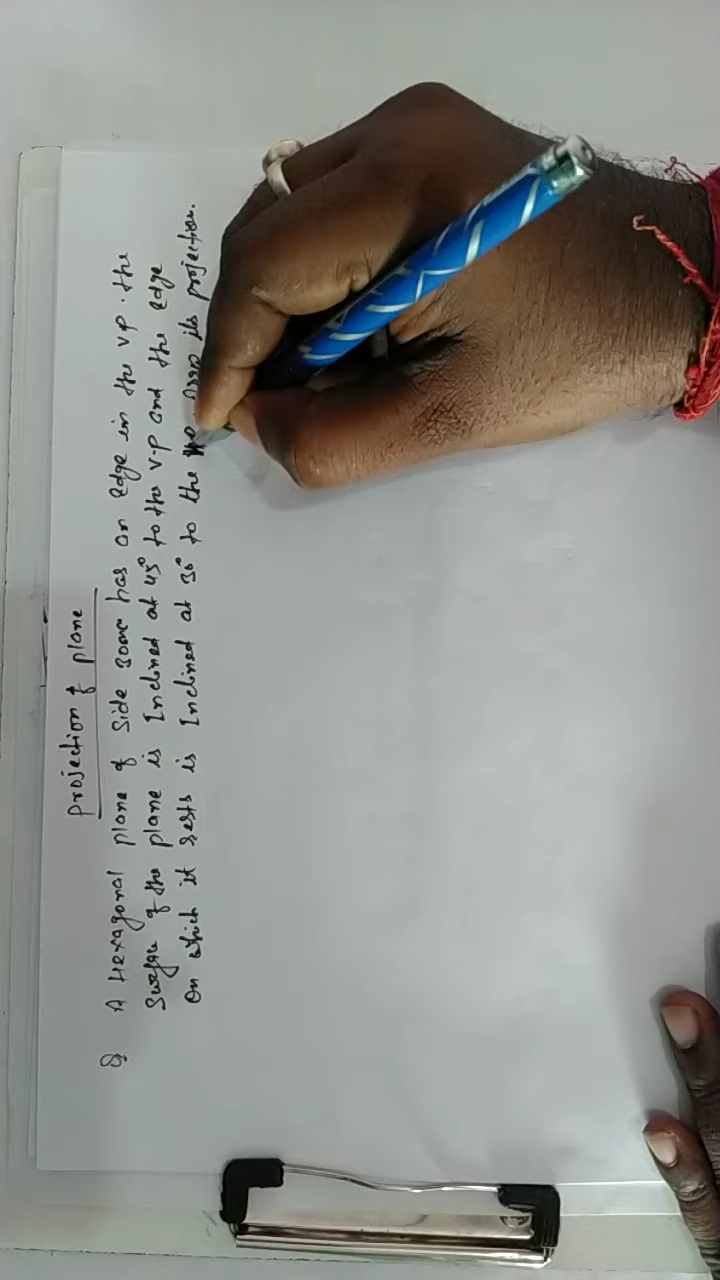 projection of plane
Q A Hexagonal plane of side 30mm has an edge in the v.p. the
surface of the plane is Inclined at 45° to the v.p and the edge
on which it rests is Inclined at 30° to the its projection.